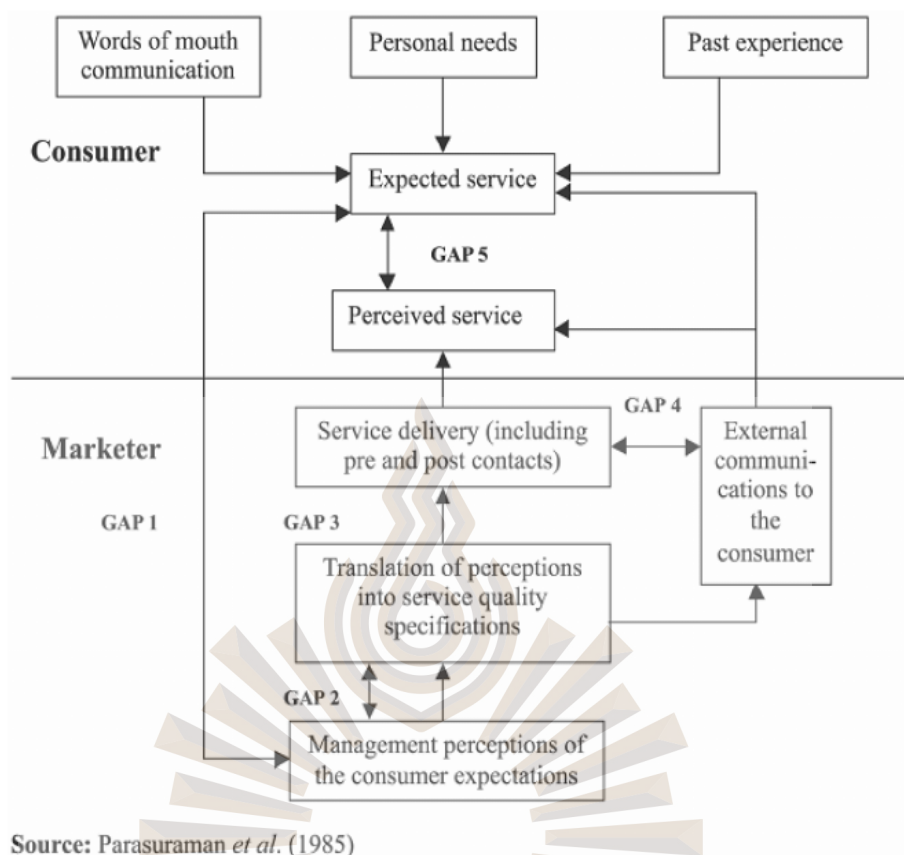 Words of mouth
communication
Personal needs
Past experience
Consumer
Expected service
GAP 5
Perceived service
GAP 4
Marketer
Service delivery (including
pre and post contacts)
External
communi-
cations to
the
consumer
GAP 1
GAP 3
Translation of perceptions
into service quality
specifications
GAP 2
Management perceptions of
the consumer expectations
Source: Parasuraman et al. (1985)